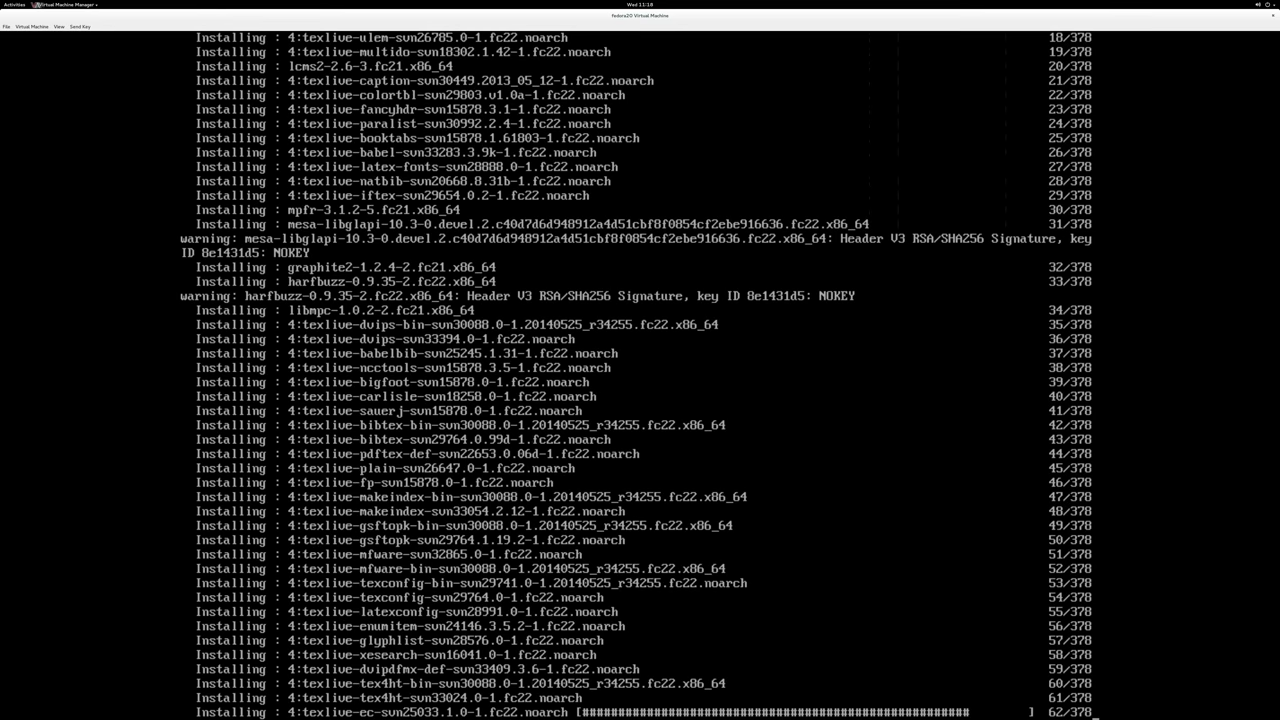 Activities Virtual Machine Manager Wed 11:18
Fedora20 Virtual Machine ×
File Virtual Machine View Send Key
Installing : 4:texlive-ulem-svn26785.0-1.fc22.noarch 18/378
Installing : 4:texlive-multido-svn18302.1.42-1.fc22.noarch 19/378
Installing : lcms2-2.6-3.fc21.x86_64 20/378
Installing : 4:texlive-caption-svn30449.2013_05_12-1.fc22.noarch 21/378
Installing : 4:texlive-colortbl-svn29803.v1.0a-1.fc22.noarch 22/378
Installing : 4:texlive-fancyhdr-svn15878.3.1-1.fc22.noarch 23/378
Installing : 4:texlive-paralist-svn30992.2.4-1.fc22.noarch 24/378
Installing : 4:texlive-booktabs-svn15878.1.61803-1.fc22.noarch 25/378
Installing : 4:texlive-babel-svn33283.3.9k-1.fc22.noarch 26/378
Installing : 4:texlive-latex-fonts-svn28888.0-1.fc22.noarch 27/378
Installing : 4:texlive-natbib-svn20668.8.31b-1.fc22.noarch 28/378
Installing : 4:texlive-iftex-svn29654.0.2-1.fc22.noarch 29/378
Installing : mpfr-3.1.2-5.fc21.x86_64 30/378
Installing : mesa-libglapi-10.3-0.devel.2.c40d7d6d948912a4d51cbf8f0854cf2ebe916636.fc22.x86_64 31/378
warning: mesa-libglapi-10.3-0.devel.2.c40d7d6d948912a4d51cbf8f0854cf2ebe916636.fc22.x86_64: Header V3 RSA/SHA256 Signature, key
ID 8e1431d5: NOKEY
Installing : graphite2-1.2.4-2.fc21.x86_64 32/378
Installing : harfbuzz-0.9.35-2.fc22.x86_64 33/378
warning: harfbuzz-0.9.35-2.fc22.x86_64: Header V3 RSA/SHA256 Signature, key ID 8e1431d5: NOKEY
Installing : libmpc-1.0.2-2.fc21.x86_64 34/378
Installing : 4:texlive-dvips-bin-svn30088.0-1.20140525_r34255.fc22.x86_64 35/378
Installing : 4:texlive-dvips-svn33394.0-1.fc22.noarch 36/378
Installing : 4:texlive-babelbib-svn25245.1.31-1.fc22.noarch 37/378
Installing : 4:texlive-ncctools-svn15878.3.5-1.fc22.noarch 38/378
Installing : 4:texlive-bigfoot-svn15878.0-1.fc22.noarch 39/378
Installing : 4:texlive-carlisle-svn18258.0-1.fc22.noarch 40/378
Installing : 4:texlive-sauerj-svn15878.0-1.fc22.noarch 41/378
Installing : 4:texlive-bibtex-bin-svn30088.0-1.20140525_r34255.fc22.x86_64 42/378
Installing : 4:texlive-bibtex-svn29764.0.99d-1.fc22.noarch 43/378
Installing : 4:texlive-pdftex-def-svn22653.0.06d-1.fc22.noarch 44/378
Installing : 4:texlive-plain-svn26647.0-1.fc22.noarch 45/378
Installing : 4:texlive-fp-svn15878.0-1.fc22.noarch 46/378
Installing : 4:texlive-makeindex-bin-svn30088.0-1.20140525_r34255.fc22.x86_64 47/378
Installing : 4:texlive-makeindex-svn33054.2.12-1.fc22.noarch 48/378
Installing : 4:texlive-gsftopk-bin-svn30088.0-1.20140525_r34255.fc22.x86_64 49/378
Installing : 4:texlive-gsftopk-svn29764.1.19.2-1.fc22.noarch 50/378
Installing : 4:texlive-mfware-svn32865.0-1.fc22.noarch 51/378
Installing : 4:texlive-mfware-bin-svn30088.0-1.20140525_r34255.fc22.x86_64 52/378
Installing : 4:texlive-texconfig-bin-svn29741.0-1.20140525_r34255.fc22.noarch 53/378
Installing : 4:texlive-texconfig-svn29764.0-1.fc22.noarch 54/378
Installing : 4:texlive-latexconfig-svn28991.0-1.fc22.noarch 55/378
Installing : 4:texlive-enumitem-svn24146.3.5.2-1.fc22.noarch 56/378
Installing : 4:texlive-glyphlist-svn28576.0-1.fc22.noarch 57/378
Installing : 4:texlive-xesearch-svn16041.0-1.fc22.noarch 58/378
Installing : 4:texlive-dvipdfmx-def-svn33409.3.6-1.fc22.noarch 59/378
Installing : 4:texlive-tex4ht-bin-svn30088.0-1.20140525_r34255.fc22.x86_64 60/378
Installing : 4:texlive-tex4ht-svn33024.0-1.fc22.noarch 61/378
Installing : 4:texlive-ec-svn25033.1.0-1.fc22.noarch [###################################################### ] 62/378_